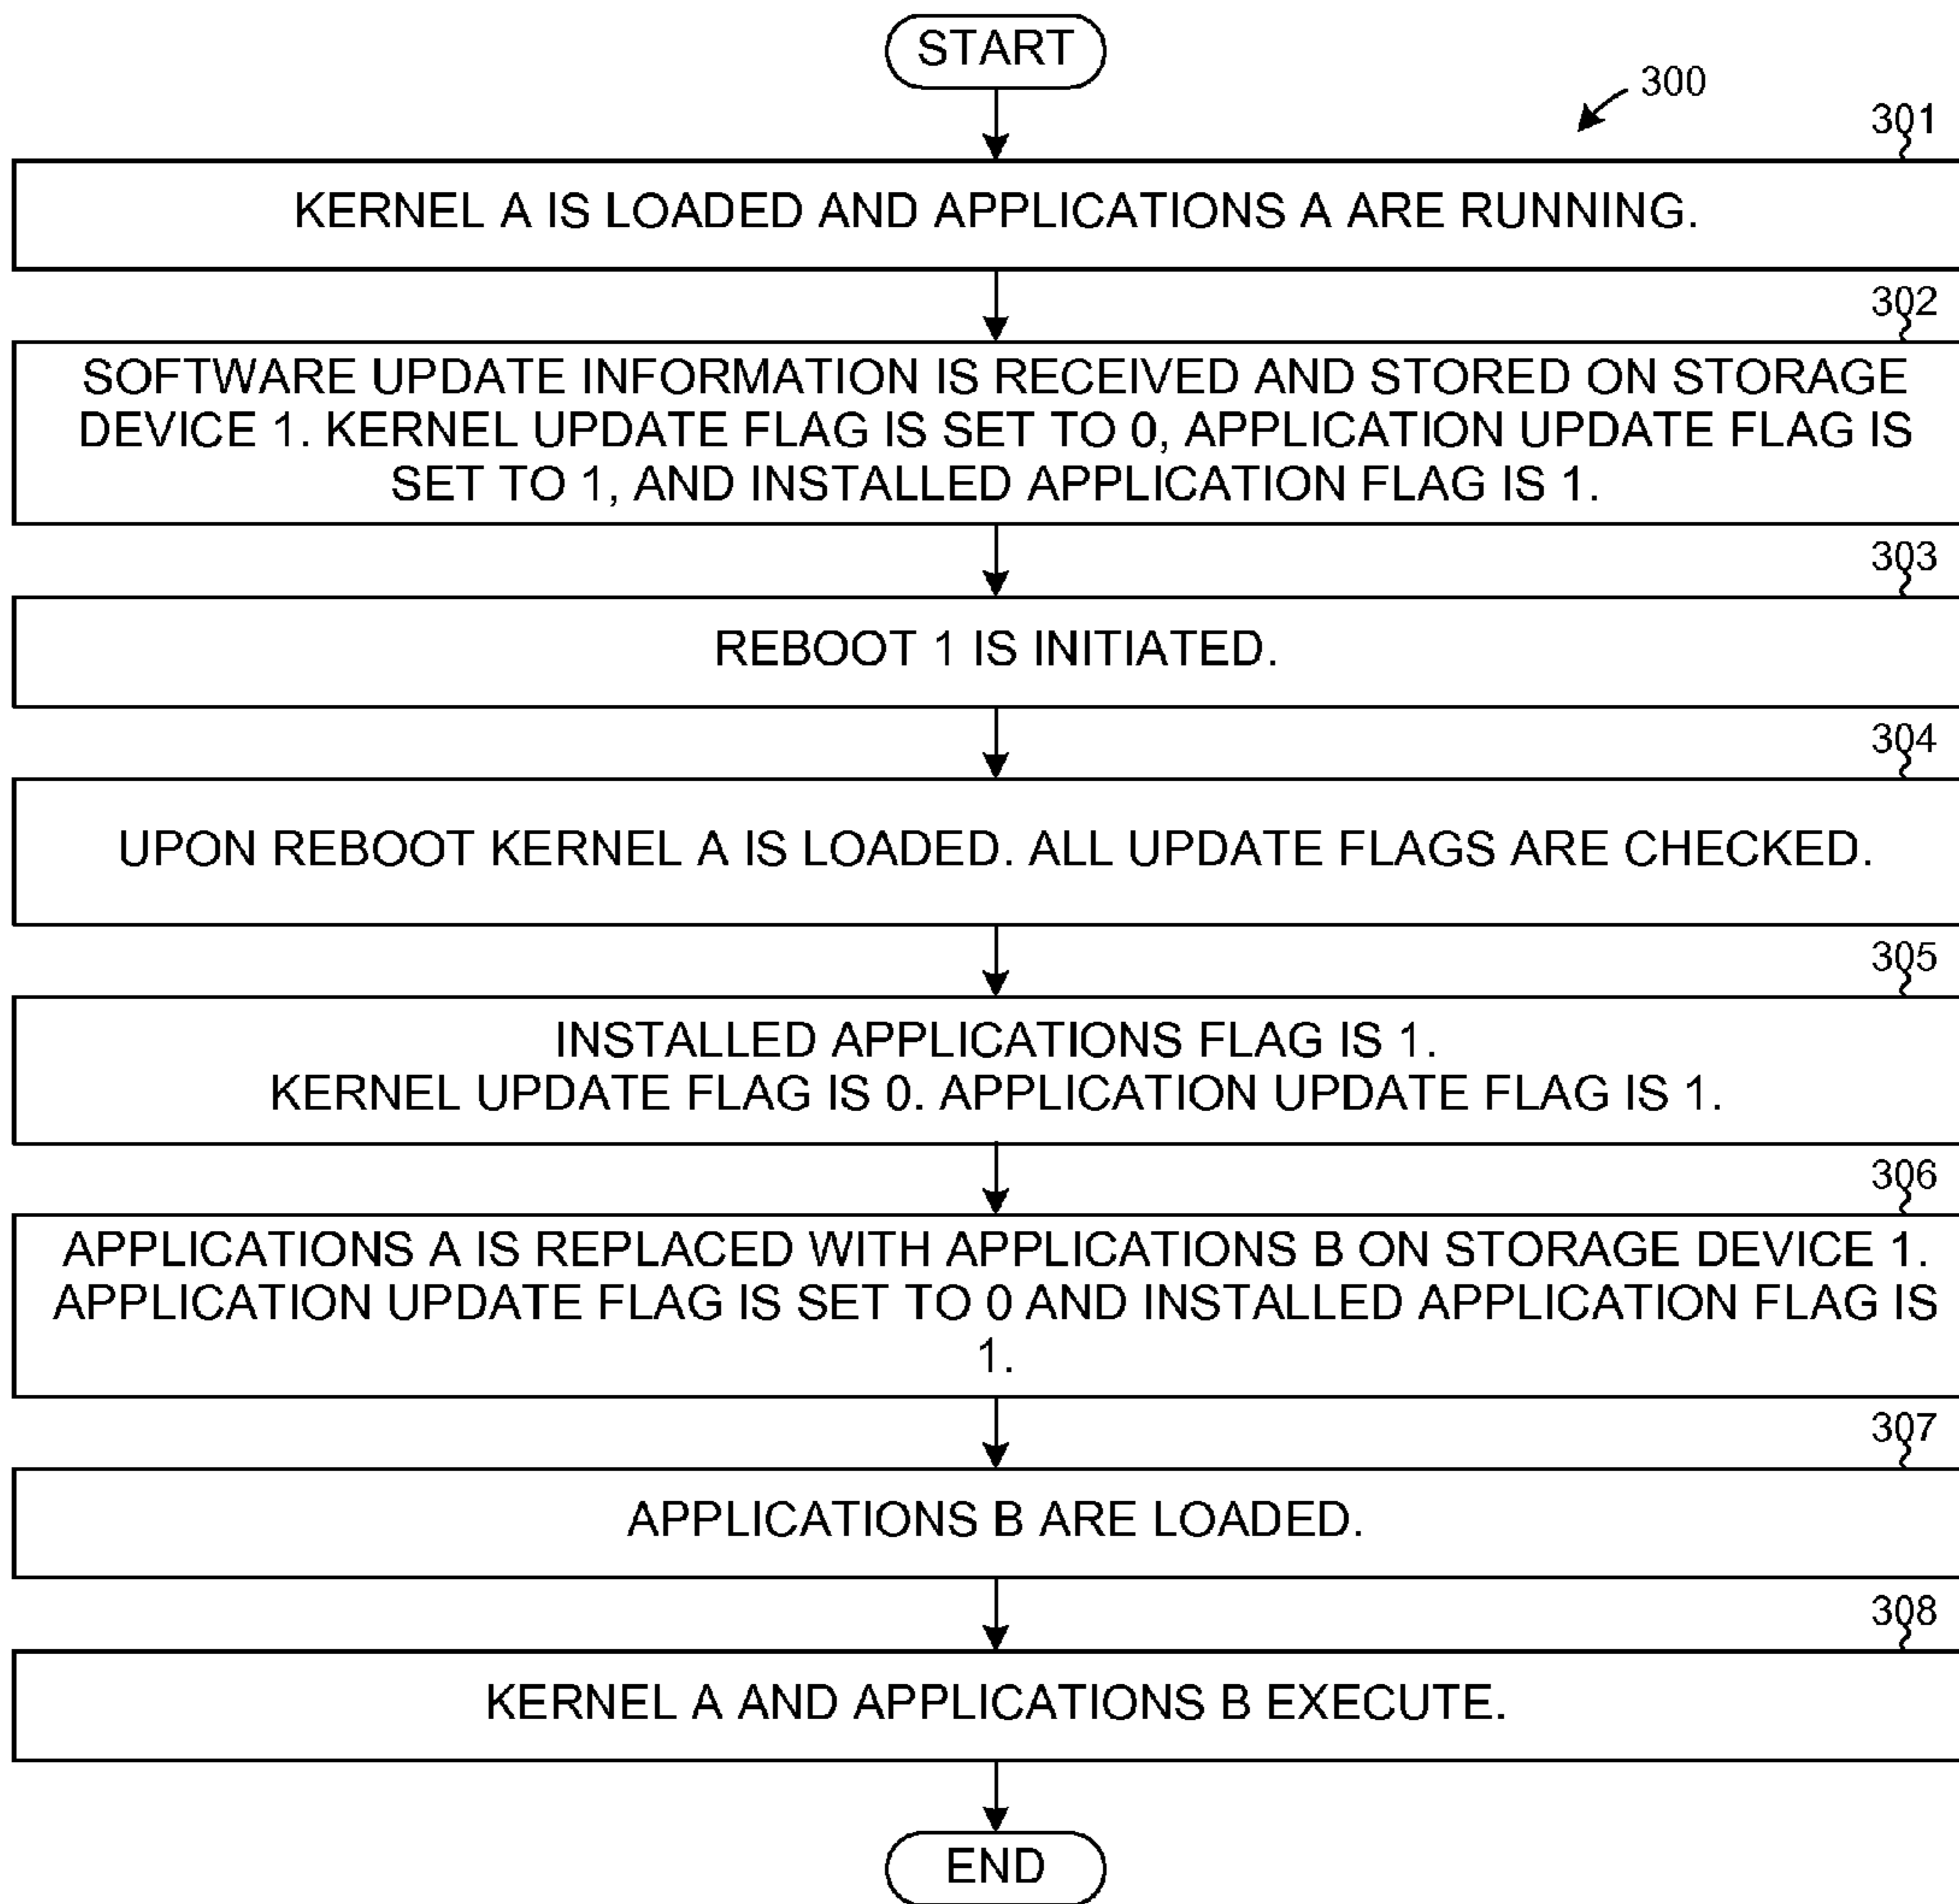 START
300
301
KERNEL A IS LOADED AND APPLICATIONS A ARE RUNNING.
302
SOFTWARE UPDATE INFORMATION IS RECEIVED AND STORED ON STORAGE
DEVICE 1. KERNEL UPDATE FLAG IS SET TO 0, APPLICATION UPDATE FLAG IS
SET TO 1, AND INSTALLED APPLICATION FLAG IS 1.
303
REBOOT 1 IS INITIATED.
304
UPON REBOOT KERNEL A IS LOADED. ALL UPDATE FLAGS ARE CHECKED.
305
INSTALLED APPLICATIONS FLAG IS 1.
KERNEL UPDATE FLAG IS 0. APPLICATION UPDATE FLAG IS 1.
306
APPLICATIONS A IS REPLACED WITH APPLICATIONS B ON STORAGE DEVICE 1.
APPLICATION UPDATE FLAG IS SET TO 0 AND INSTALLED APPLICATION FLAG IS
1.
307
APPLICATIONS B ARE LOADED.
308
KERNEL A AND APPLICATIONS B EXECUTE.
END